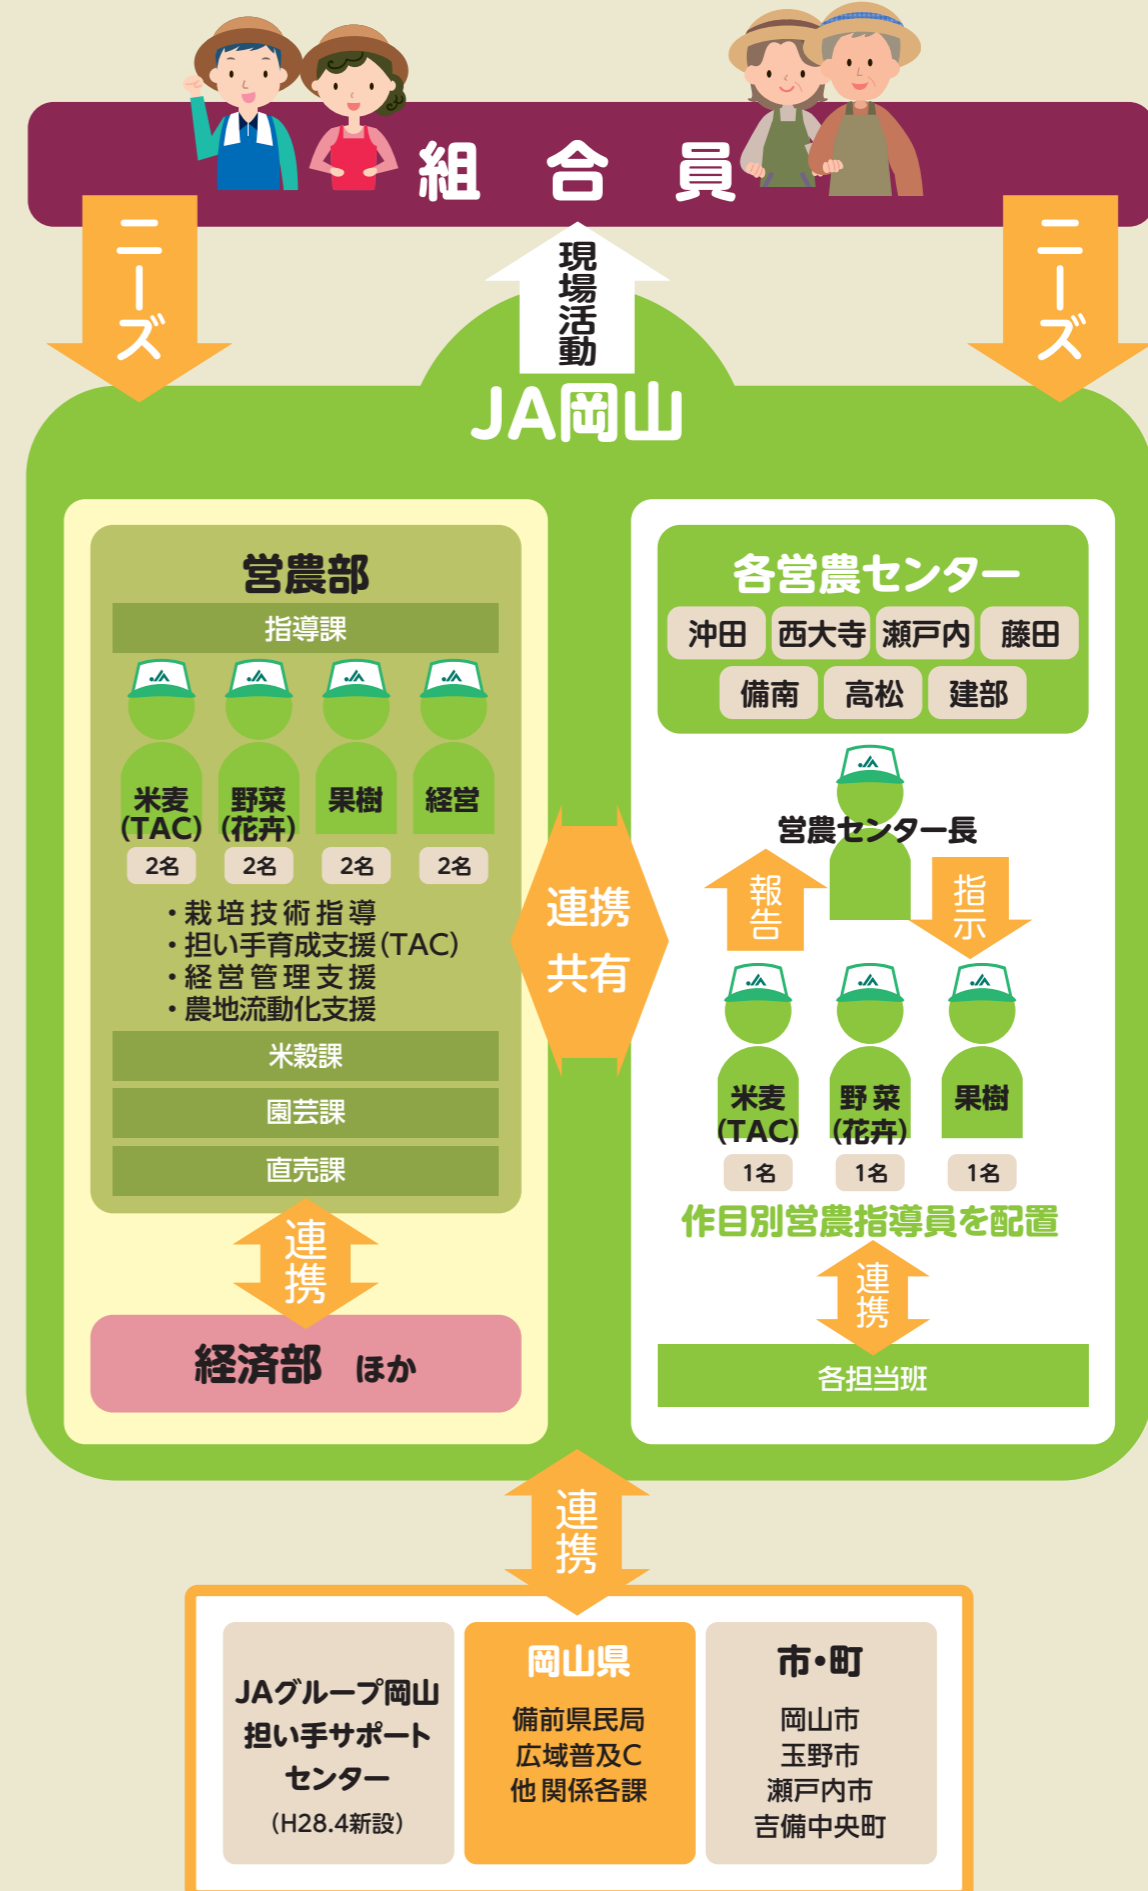 組合員
ニーズ
現場活動
ニーズ
JA岡山
営農部
指導課
米麦
(TAC)
2名
野菜
(花卉)
2名
果樹
2名
経営
2名
・栽培技術指導
・担い手育成支援(TAC)
・経営管理支援
・農地流動化支援
米穀課
園芸課
直売課
連携
経済部 ほか
連携
共有
各営農センター
沖田 西大寺 瀬戸内 藤田
備南 高松 建部
営農センター長
報告
指示
米麦
(TAC)
1名
野菜
(花卉)
1名
果樹
1名
作目別営農指導員を配置
連携
各担当班
連携
JAグループ岡山
担い手サポート
センター
(H28.4新設)
岡山県
備前県民局
広域普及C
他関係各課
市・町
岡山市
玉野市
瀬戸内市
吉備中央町